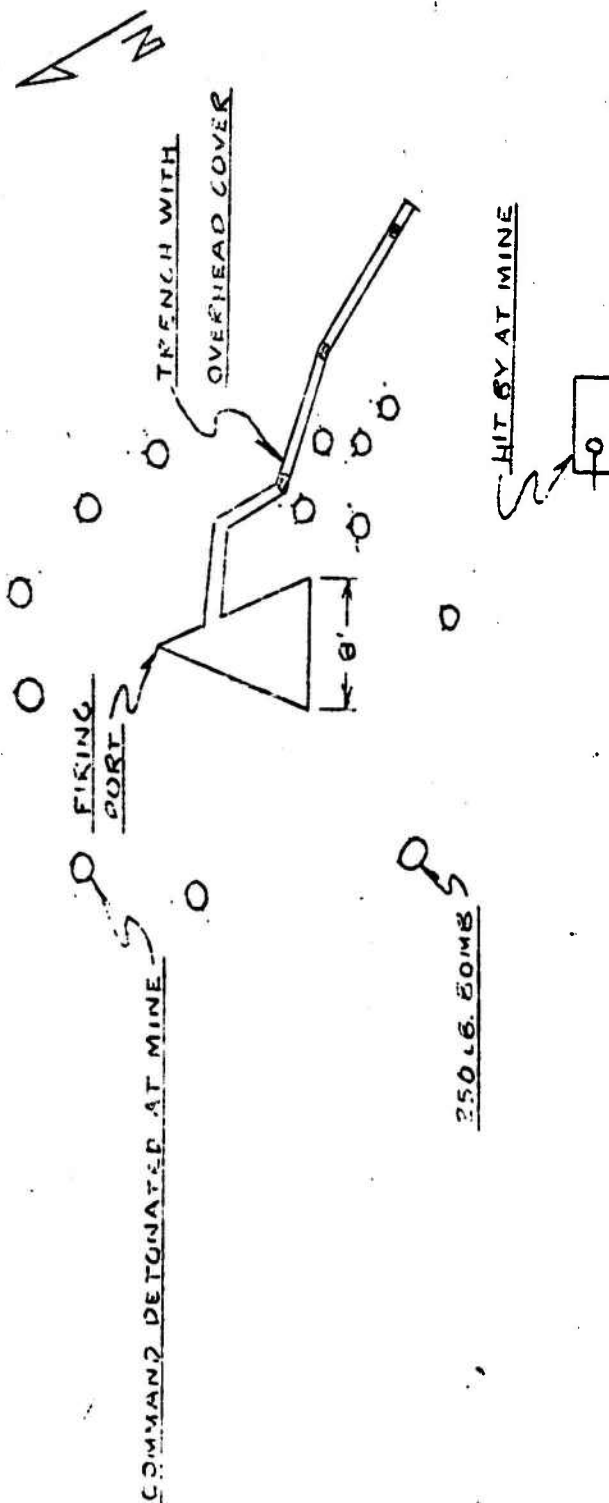 N
TRENCH WITH
OVERHEAD COVER
HIT BY AT MINE
FIRING
PORT
8'
COMMAND DETONATED AT MINE
250 LB. BOMB